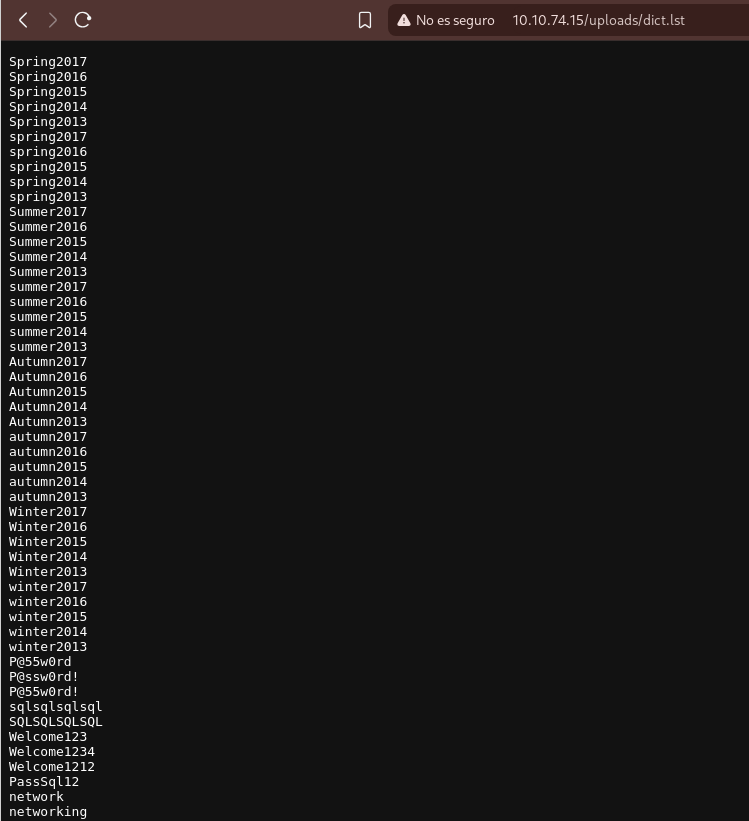 No es seguro 10.10.74.15/uploads/dict.lst
Spring2017
Spring2016
Spring2015
Spring2014
Spring2013
spring2017
spring2016
spring2015
spring2014
spring2013
Summer2017
Summer2016
Summer2015
Summer2014
Summer2013
summer2017
summer2016
summer2015
summer2014
summer2013
Autumn2017
Autumn2016
Autumn2015
Autumn2014
Autumn2013
autumn2017
autumn2016
autumn2015
autumn2014
autumn2013
Winter2017
Winter2016
Winter2015
Winter2014
Winter2013
winter2017
winter2016
winter2015
winter2014
winter2013
P@55w0rd
P@ssw0rd!
P@55w0rd!
sqlsqlsqlsql
SQLSQLSQLSQL
Welcome123
Welcome1234
Welcome1212
PassSql12
network
networking